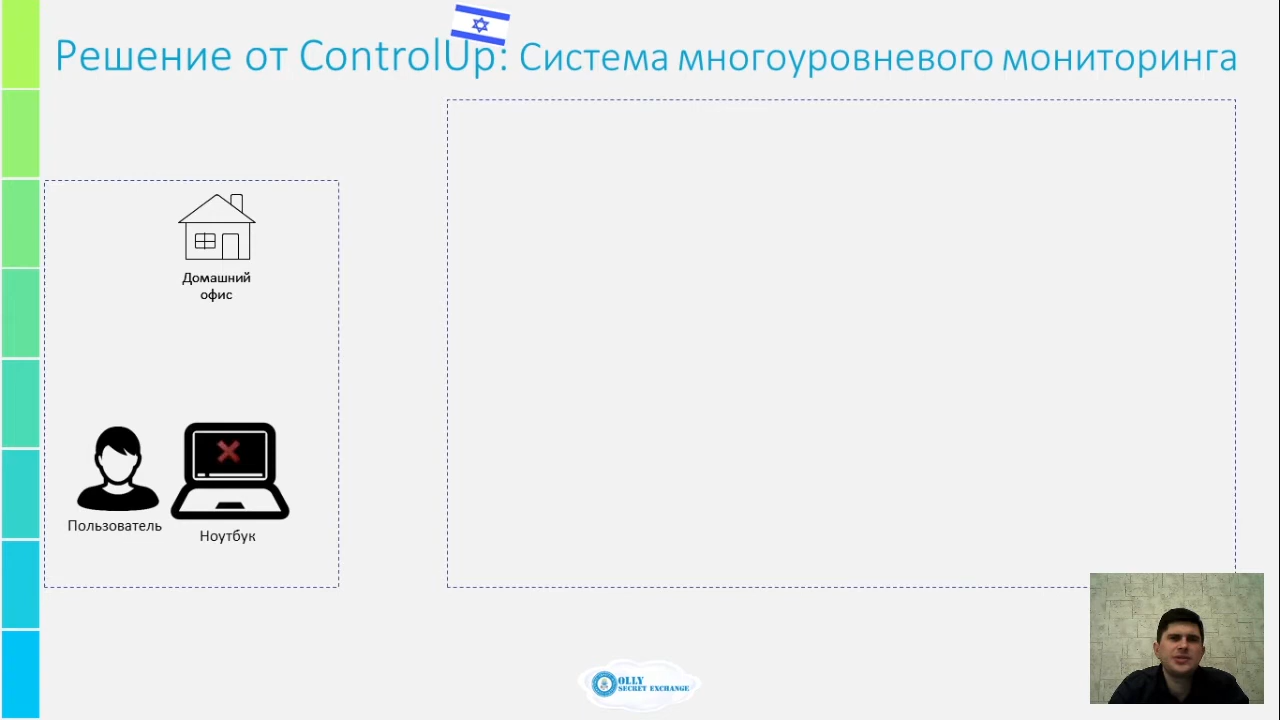 Решение от ControlUp: Система многоуровневого мониторинга
Домашний
офис
Пользователь
Ноутбук
OLLY
SECRET EXCHANGE